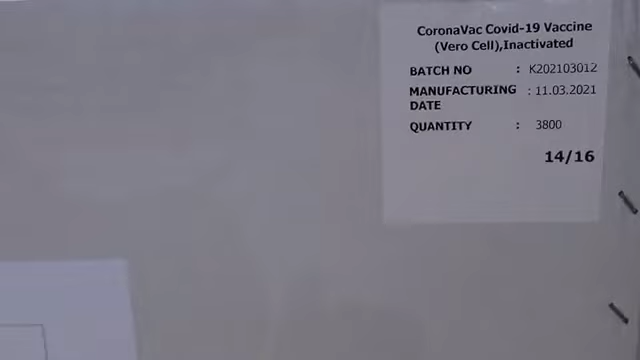 CoronaVac Covid-19 Vaccine
(Vero Cell),Inactivated
BATCH NO : K202103012
MANUFACTURING : 11.03.2021
DATE
QUANTITY : 3800
14/16